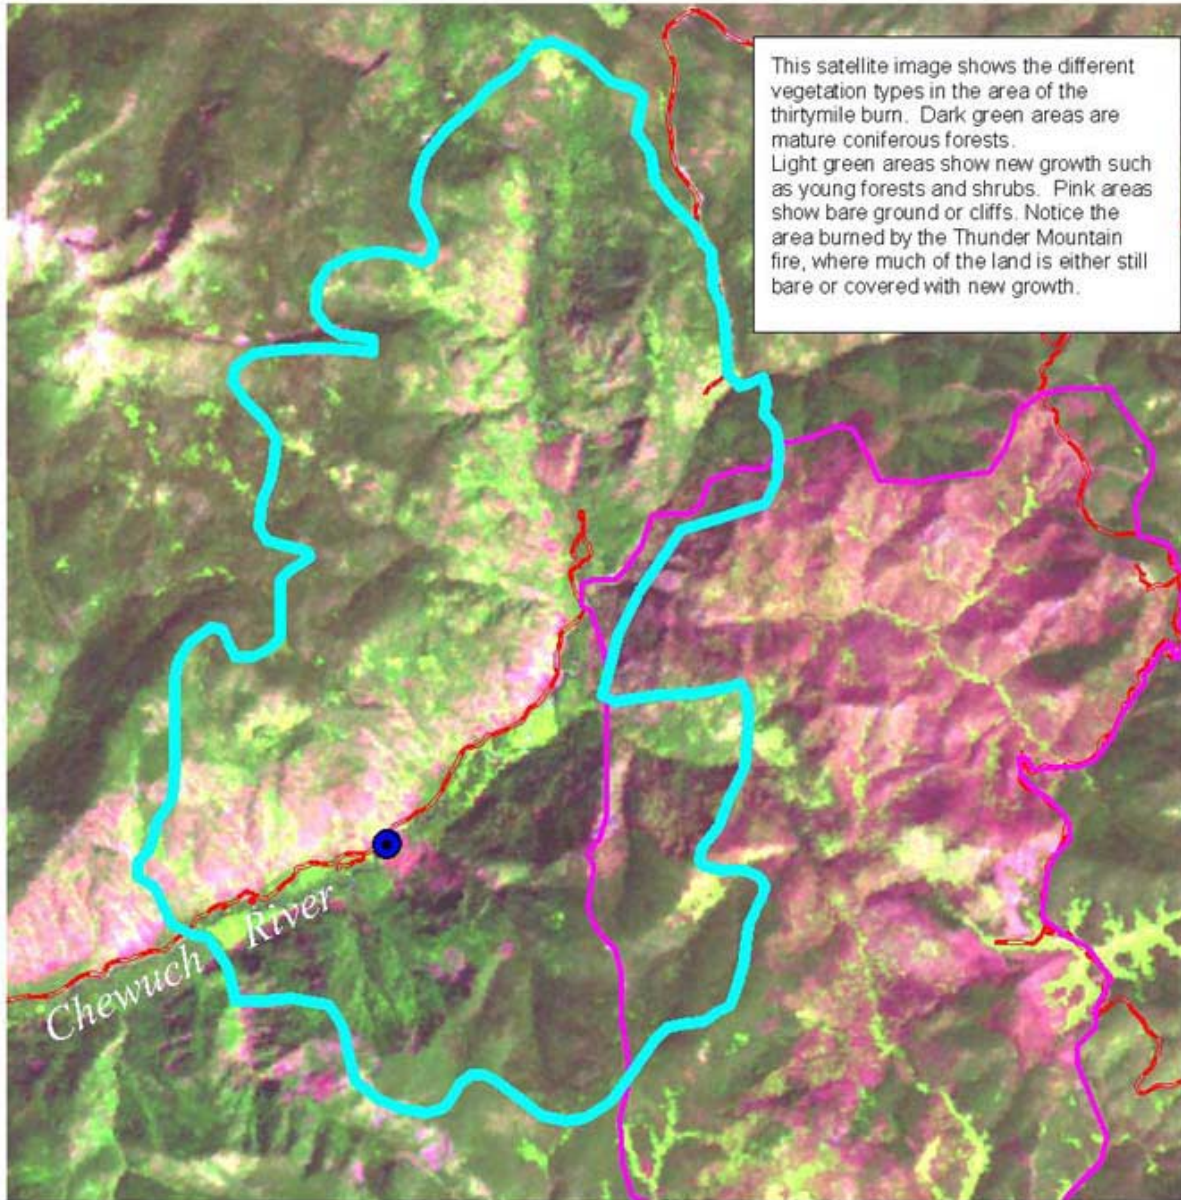 This satellite image shows the different
vegetation types in the area of the
thirtymile burn. Dark green areas are
mature coniferous forests.
Light green areas show new growth such
as young forests and shrubs. Pink areas
show bare ground or cliffs. Notice the
area burned by the Thunder Mountain
fire, where much of the land is either still
bare or covered with new growth.
Chewuch River